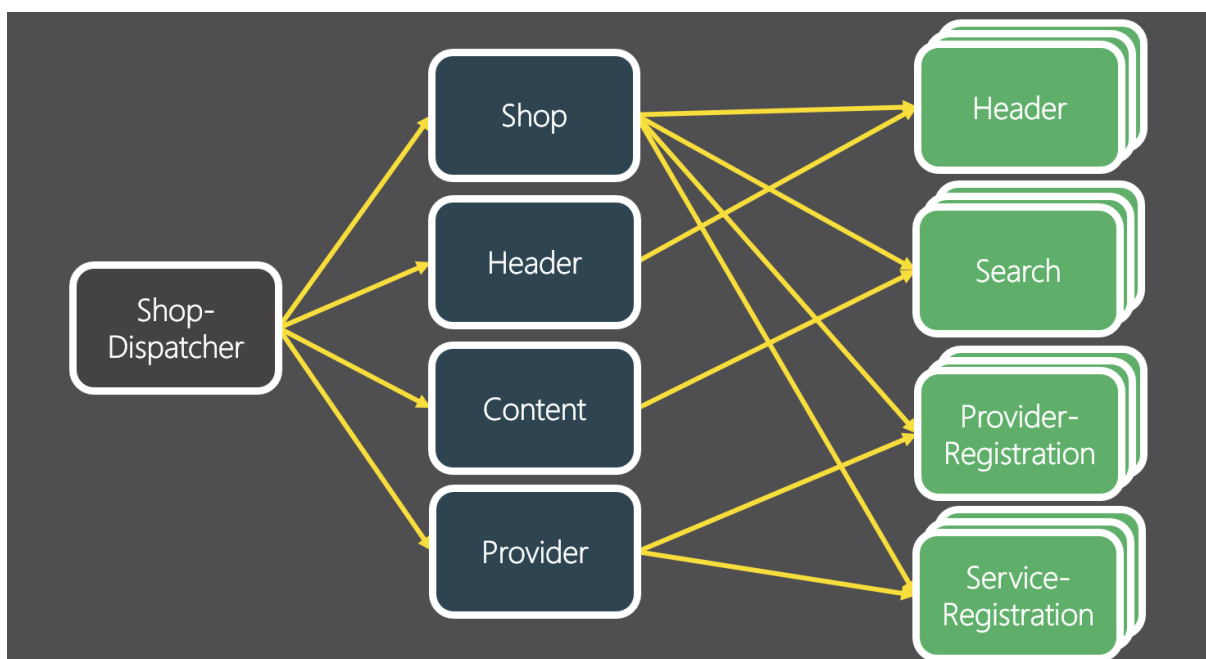 Shop-
Dispatcher
Shop
Header
Content
Provider
Header
Search
Provider-
Registration
Service-
Registration